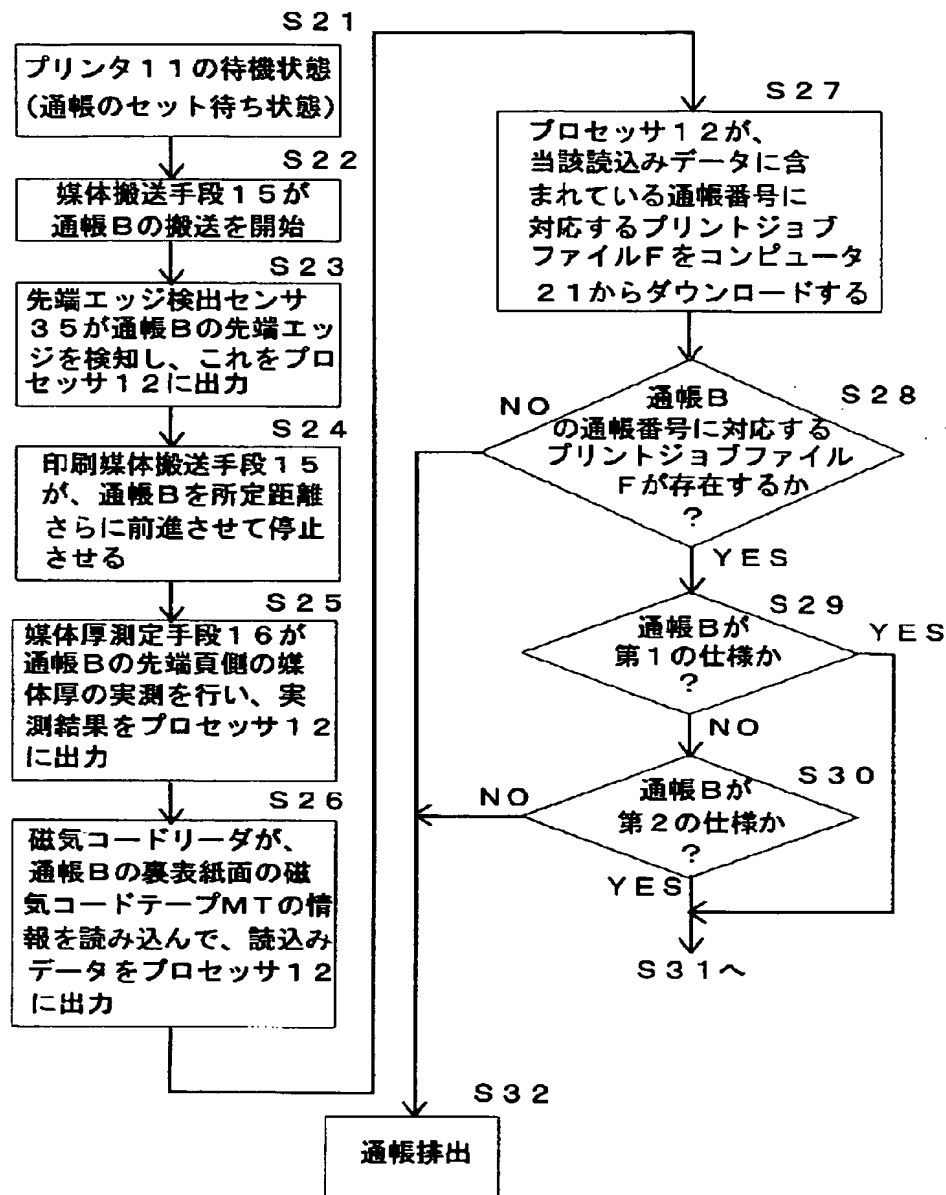 S21
プリンタ11の待機状態
(通帳のセット待ち状態)
S22
媒体搬送手段15が
通帳Bの搬送を開始
S23
先端エッジ検出センサ
35が通帳Bの先端エッ
ジを検知し、これをプロ
セッサ12に出力
S24
印刷媒体搬送手段15
が、通帳Bを所定距離
さらに前進させて停止
させる
S25
媒体厚測定手段16が
通帳Bの先端頁側の媒
体厚の実測を行い、実
測結果をプロセッサ12
に出力
S26
磁気コードリーダが、
通帳Bの裏表紙面の磁
気コードテープMTの情
報を読み込んで、読込み
データをプロセッサ12
に出力
S27
プロセッサ12が、
当該読込みデータに含
まれている通帳番号に
対応するプリントジョブ
ファイルFをコンピュータ
21からダウンロードする
S28
通帳B
の通帳番号に対応する
プリントジョブファイル
Fが存在するか
?
NO
YES
S29
通帳Bが
第1の仕様か
?
YES
NO
S30
通帳Bが
第2の仕様か
?
NO
YES
S31へ
S32
通帳排出